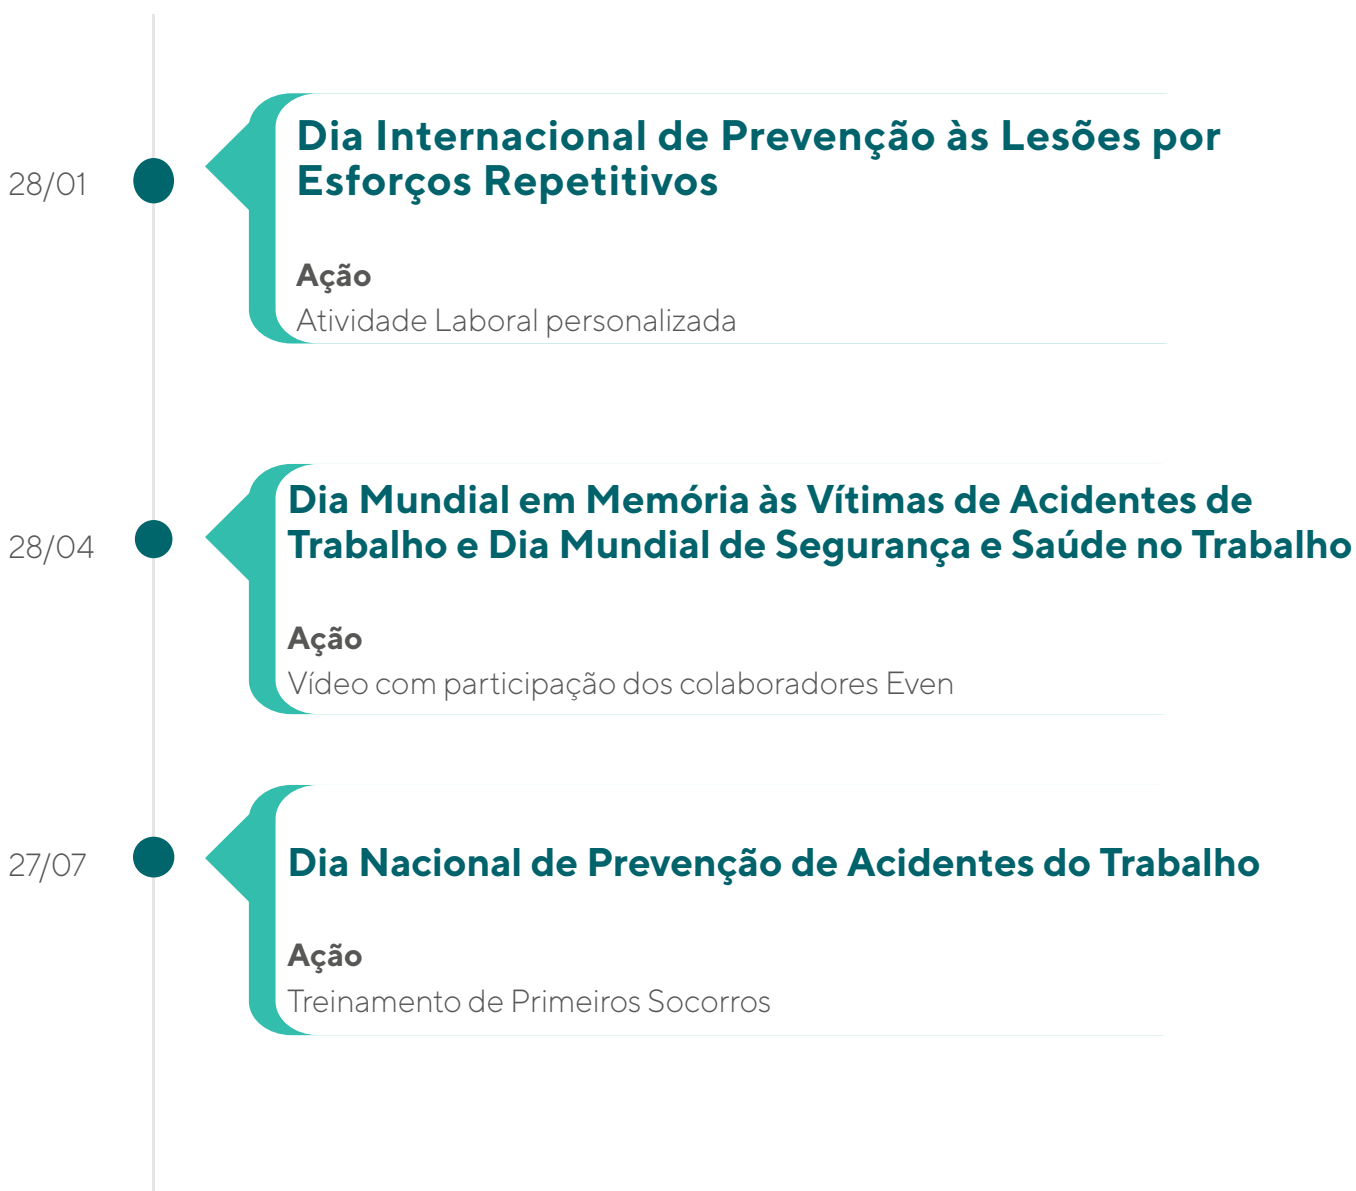 28/01
Dia Internacional de Prevenção às Lesões por
Esforços Repetitivos
Ação
Atividade Laboral personalizada
28/04
Dia Mundial em Memória às Vítimas de Acidentes de
Trabalho e Dia Mundial de Segurança e Saúde no Trabalho
Ação
Vídeo com participação dos colaboradores Even
27/07
Dia Nacional de Prevenção de Acidentes do Trabalho
Ação
Treinamento de Primeiros Socorros